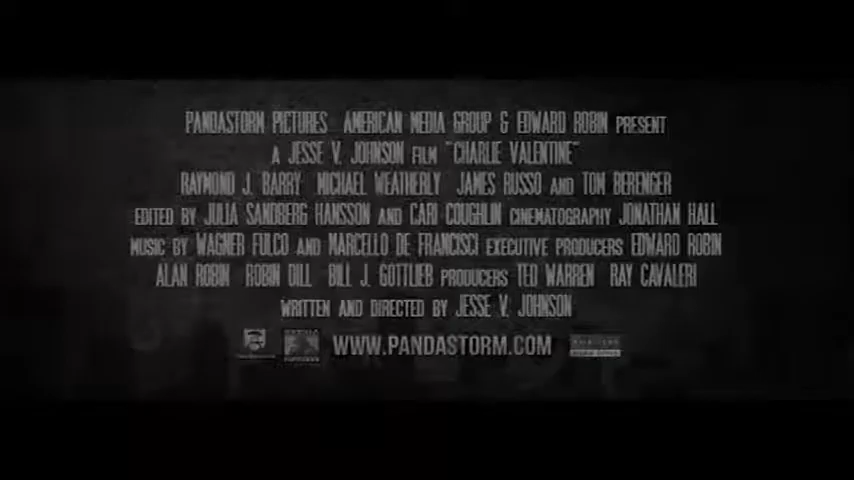 PANDASTORM PICTURES AMERICAN MEDIA GROUP & EDWARD ROBIN PRESENT
A JESSE V. JOHNSON FILM "CHARLIE VALENTINE"
RAYMOND J. BARRY MICHAEL WEATHERLY JAMES RUSSO AND TOM BERENGER
EDITED BY JULIA SANDBERG HANSSON AND CARI COUGHLIN CINEMATOGRAPHY JONATHAN HALL
MUSIC BY WAGNER FULCO AND MARCELLO DE FRANCISCI EXECUTIVE PRODUCERS EDWARD ROBIN
ALAN ROBIN ROBIN DILL BILL J. GOTTLIEB PRODUCERS TED WARREN RAY CAVALERI
WRITTEN AND DIRECTED BY JESSE V. JOHNSON
WWW.PANDASTORM.COM